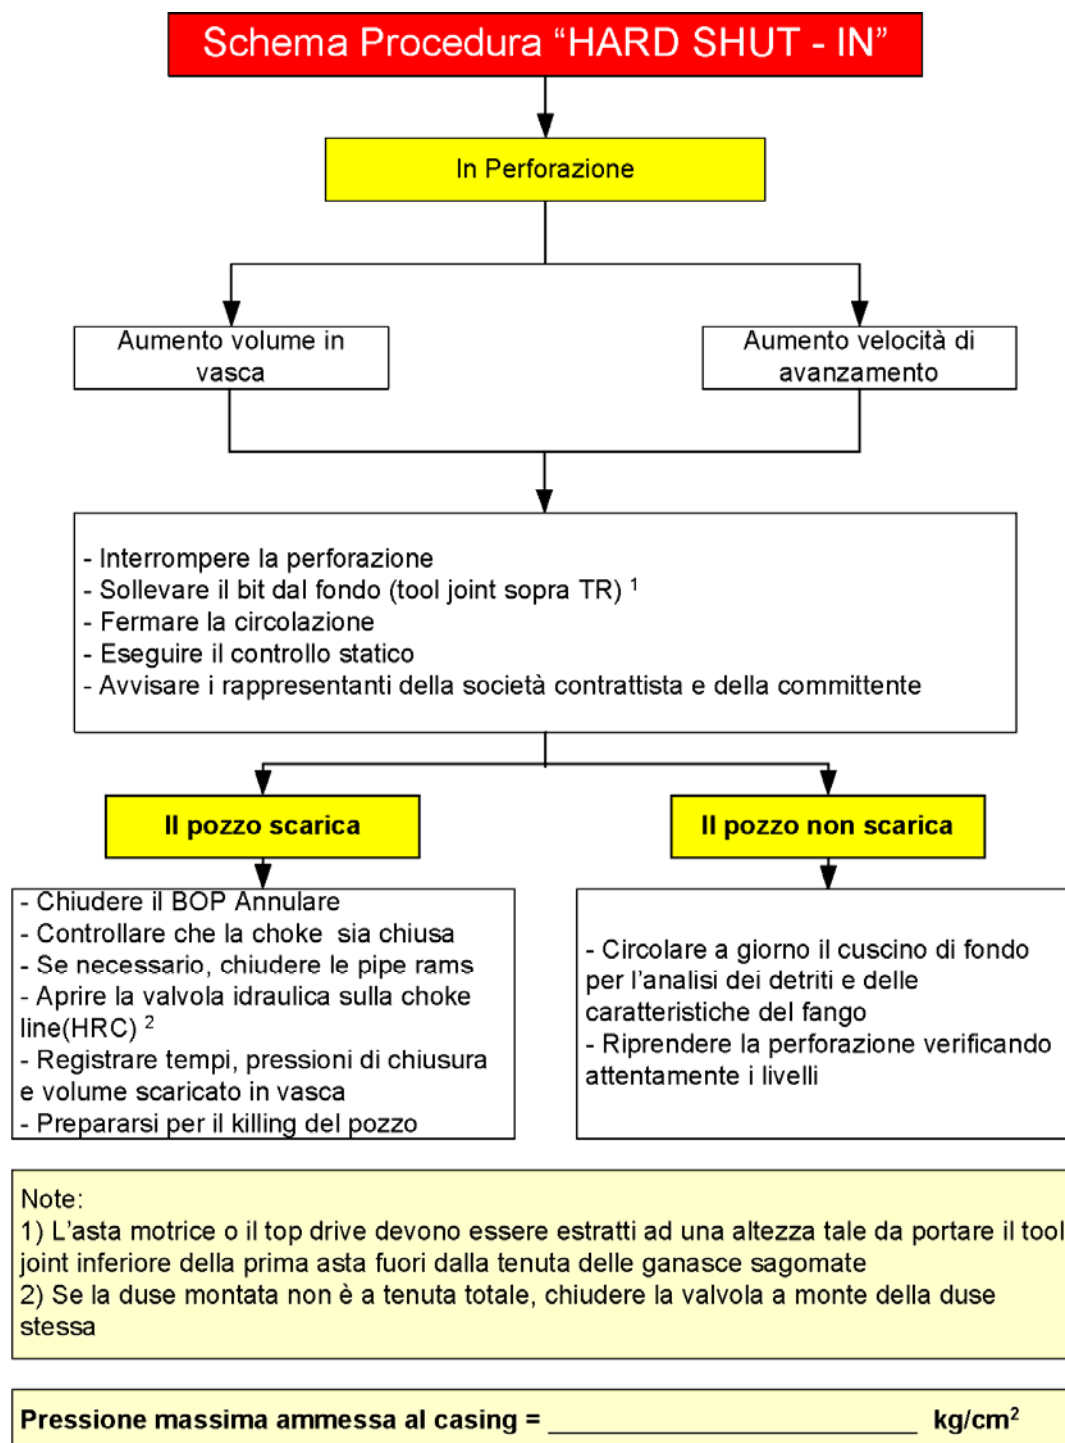 Schema Procedura “HARD SHUT - IN”
In Perforazione
Aumento volume in
vasca
Aumento velocità di
avanzamento
- Interrompere la perforazione
- Sollevare il bit dal fondo (tool joint sopra TR) ¹
- Fermare la circolazione
- Eseguire il controllo statico
- Avvisare i rappresentanti della società contrattista e della committente
Il pozzo scarica
Il pozzo non scarica
- Chiudere il BOP Annulare
- Controllare che la choke  sia chiusa
- Se necessario, chiudere le pipe rams
- Aprire la valvola idraulica sulla choke
line(HRC) ²
- Registrare tempi, pressioni di chiusura
e volume scaricato in vasca
- Prepararsi per il killing del pozzo
- Circolare a giorno il cuscino di fondo
per l’analisi dei detriti e delle
caratteristiche del fango
- Riprendere la perforazione verificando
attentamente i livelli
Note:
1) L’asta motrice o il top drive devono essere estratti ad una altezza tale da portare il tool
joint inferiore della prima asta fuori dalla tenuta delle ganasce sagomate
2) Se la duse montata non è a tenuta totale, chiudere la valvola a monte della duse
stessa
Pressione massima ammessa al casing = ____________________ kg/cm²